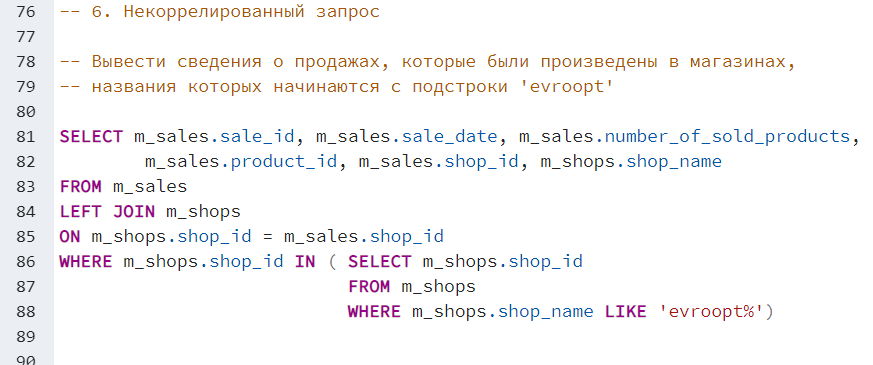 76 -- 6. Некоррелированный запрос
77
78 -- Вывести сведения о продажах, которые были произведены в магазинах,
79 -- названия которых начинаются с подстроки 'evroopt'
80
81 SELECT m_sales.sale_id, m_sales.sale_date, m_sales.number_of_sold_products,
82 m_sales.product_id, m_sales.shop_id, m_shops.shop_name
83 FROM m_sales
84 LEFT JOIN m_shops
85 ON m_shops.shop_id = m_sales.shop_id
86 WHERE m_shops.shop_id IN ( SELECT m_shops.shop_id
87 FROM m_shops
88 WHERE m_shops.shop_name LIKE 'evroopt%')
89
90